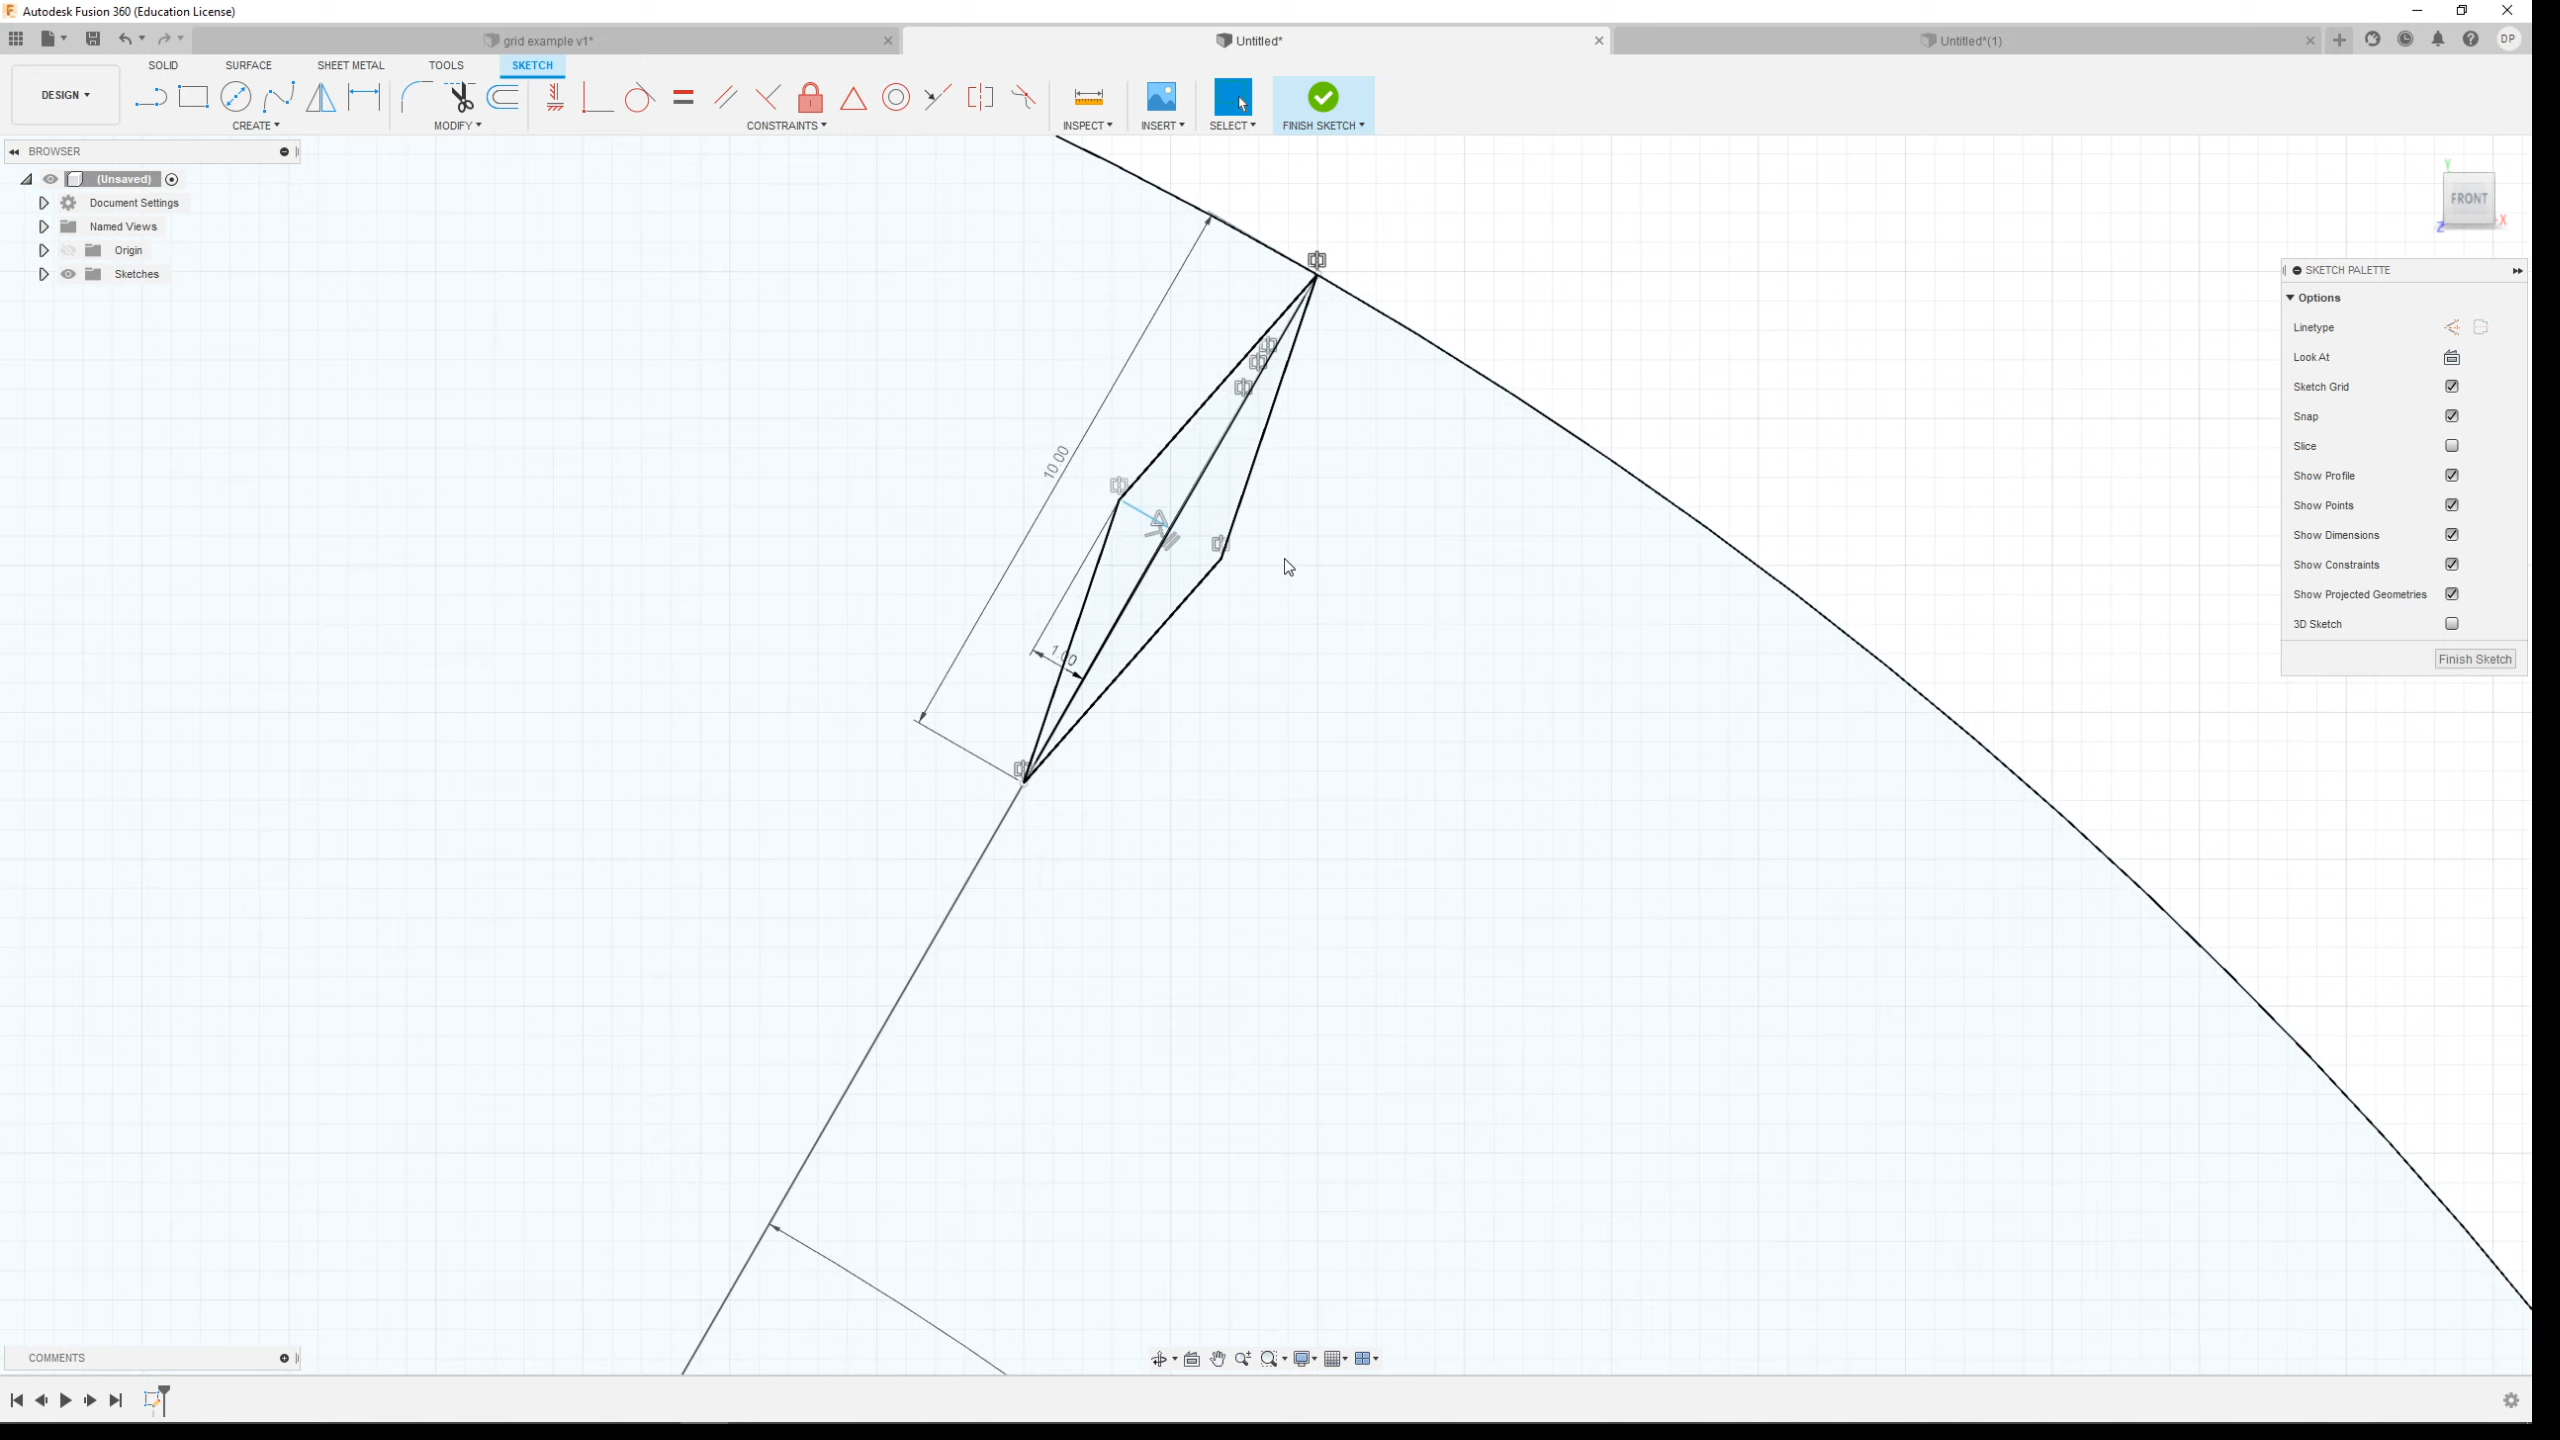 Autodesk Fusion 360 (Education License)
grid example v1*
Untitled*
Untitled*(1)
DP
SOLID
SURFACE
SHEET METAL
TOOLS
SKETCH
DESIGN
CREATE
MODIFY
CONSTRAINTS
INSPECT
INSERT
SELECT
FINISH SKETCH
BROWSER
(Unsaved)
Document Settings
Named Views
Origin
Sketches
Y
FRONT
X
Z
SKETCH PALETTE
Options
Linetype
Look At
Sketch Grid
Snap
Slice
Show Profile
Show Points
Show Dimensions
Show Constraints
Show Projected Geometries
3D Sketch
Finish Sketch
10.00
1.00
COMMENTS